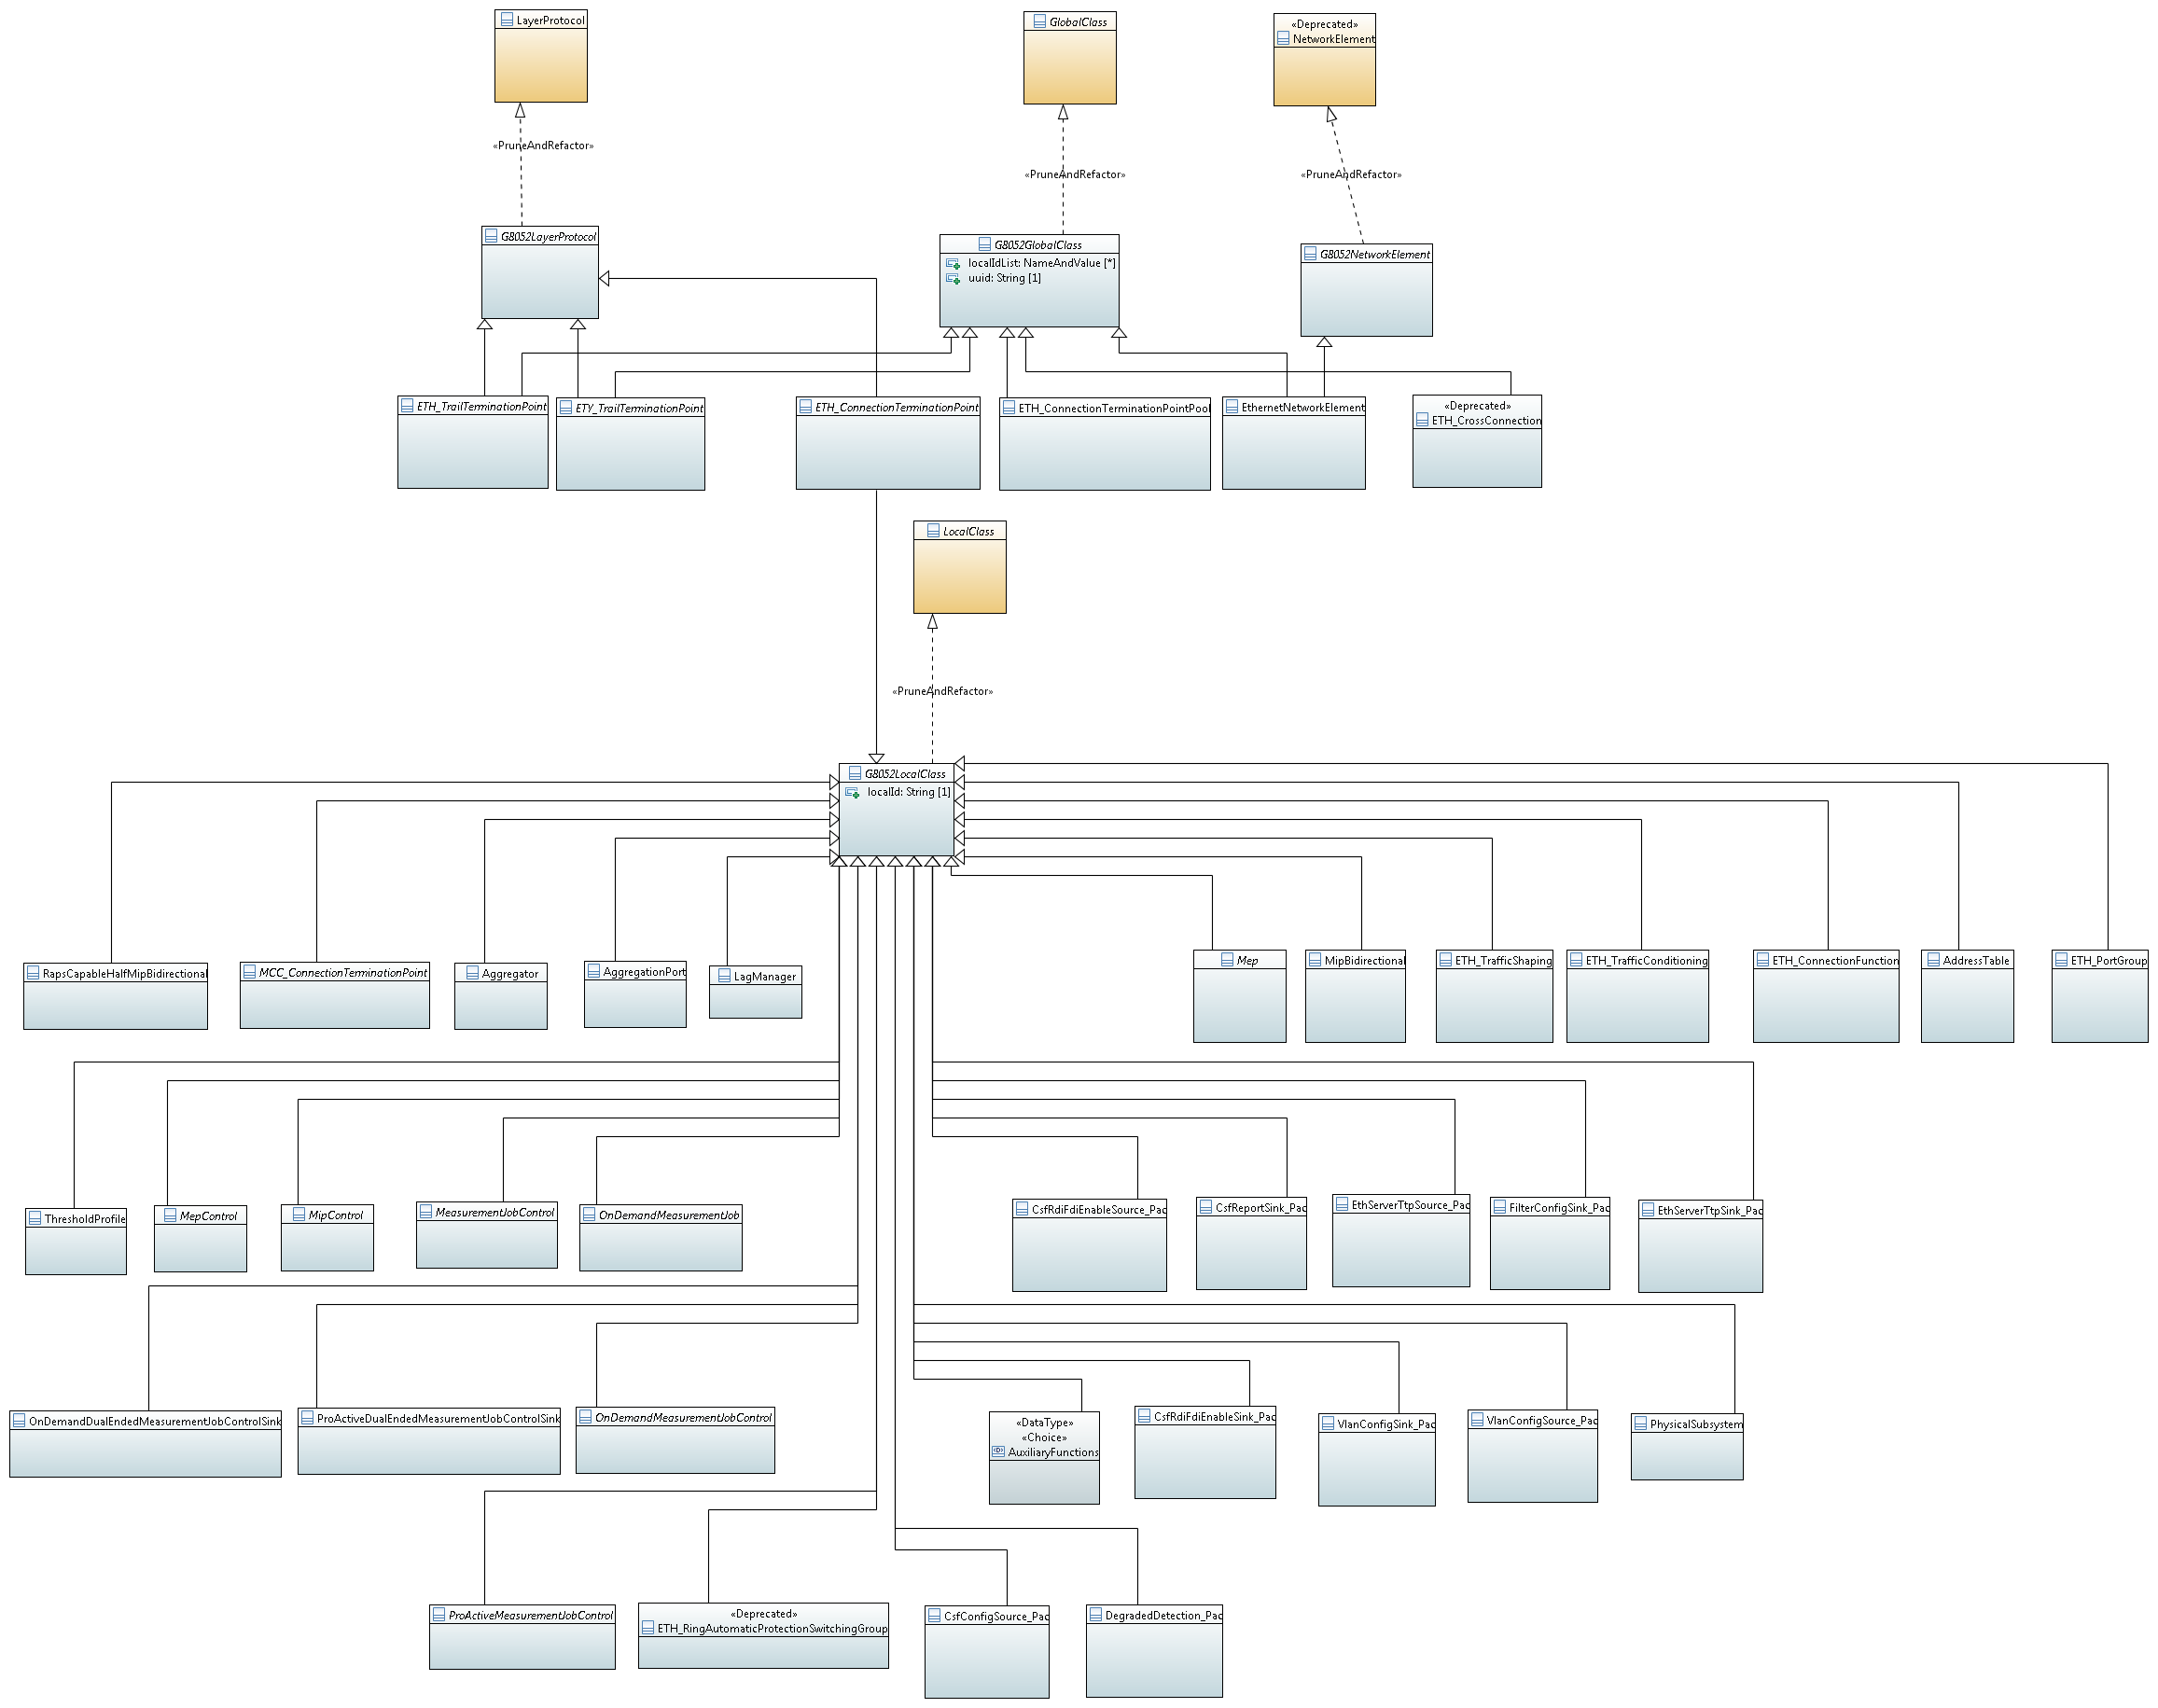 LayerProtocol
GlobalClass
«Deprecated»
NetworkElement
«PruneAndRefactor»
«PruneAndRefactor»
«PruneAndRefactor»
G8052LayerProtocol
G8052GlobalClass
localIdList: NameAndValue [*]
uuid: String [1]
G8052NetworkElement
ETH_TrailTerminationPoint
ETY_TrailTerminationPoint
ETH_ConnectionTerminationPoint
ETH_ConnectionTerminationPointPool
EthernetNetworkElement
«Deprecated»
ETH_CrossConnection
LocalClass
«PruneAndRefactor»
G8052LocalClass
localId: String [1]
RapsCapableHalfMipBidirectional
MCC_ConnectionTerminationPoint
Aggregator
AggregationPort
LagManager
Mep
MipBidirectional
ETH_TrafficShaping
ETH_TrafficConditioning
ETH_ConnectionFunction
AddressTable
ETH_PortGroup
ThresholdProfile
MepControl
MipControl
MeasurementJobControl
OnDemandMeasurementJob
CsfRdiFdiEnableSource_Pac
CsfReportSink_Pac
EthServerTtpSource_Pac
FilterConfigSink_Pac
EthServerTtpSink_Pac
OnDemandDualEndedMeasurementJobControlSink
ProActiveDualEndedMeasurementJobControlSink
OnDemandMeasurementJobControl
«DataType»
«Choice»
AuxiliaryFunctions
CsfRdiFdiEnableSink_Pac
VlanConfigSink_Pac
VlanConfigSource_Pac
PhysicalSubsystem
ProActiveMeasurementJobControl
«Deprecated»
ETH_RingAutomaticProtectionSwitchingGroup
CsfConfigSource_Pac
DegradedDetection_Pac